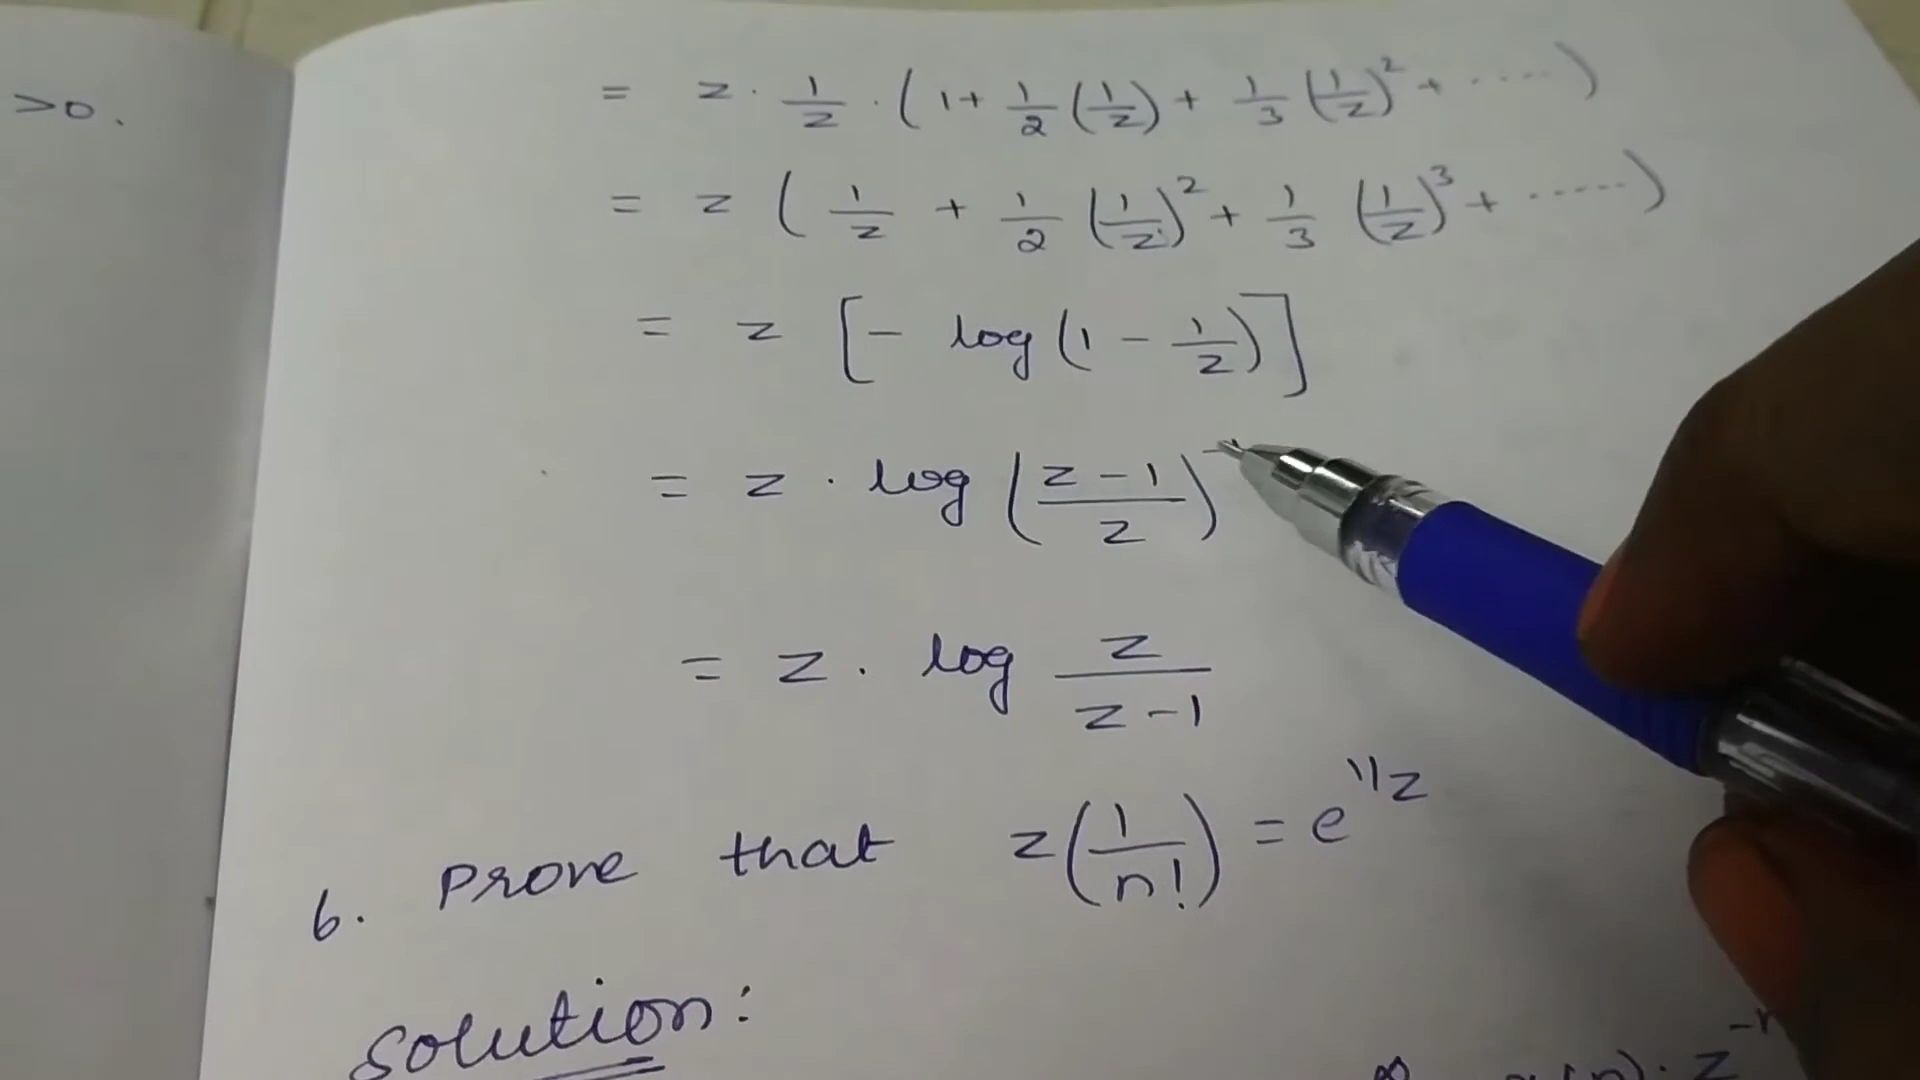 >0.
= z · 1/z · (1 + 1/2 (1/z) + 1/3 (1/z)² + .....)
= z ( 1/z + 1/2 (1/z)² + 1/3 (1/z)³ + ......)
= z [ - log (1 - 1/z) ]
= z · log ( (z-1)/z )
= z · log z/(z-1)
6. Prove that z(1/n!) = e^1/z
Solution: